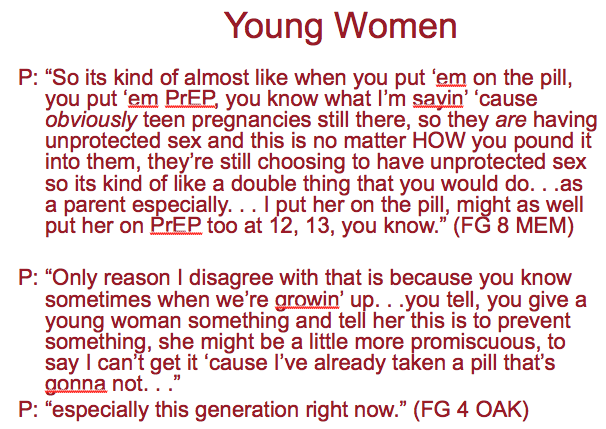 Young Women
P: “So its kind of almost like when you put ‘em on the pill,
you put ‘em PrEP, you know what I’m sayin’ ‘cause
obviously teen pregnancies still there, so they are having
unprotected sex and this is no matter HOW you pound it
into them, they’re still choosing to have unprotected sex
so its kind of like a double thing that you would do. . .as
a parent especially. . . I put her on the pill, might as well
put her on PrEP too at 12, 13, you know.” (FG 8 MEM)
P: “Only reason I disagree with that is because you know
sometimes when we’re growin’ up. . .you tell, you give a
young woman something and tell her this is to prevent
something, she might be a little more promiscuous, to
say I can’t get it ‘cause I’ve already taken a pill that’s
gonna not. . .”
P: “especially this generation right now.” (FG 4 OAK)